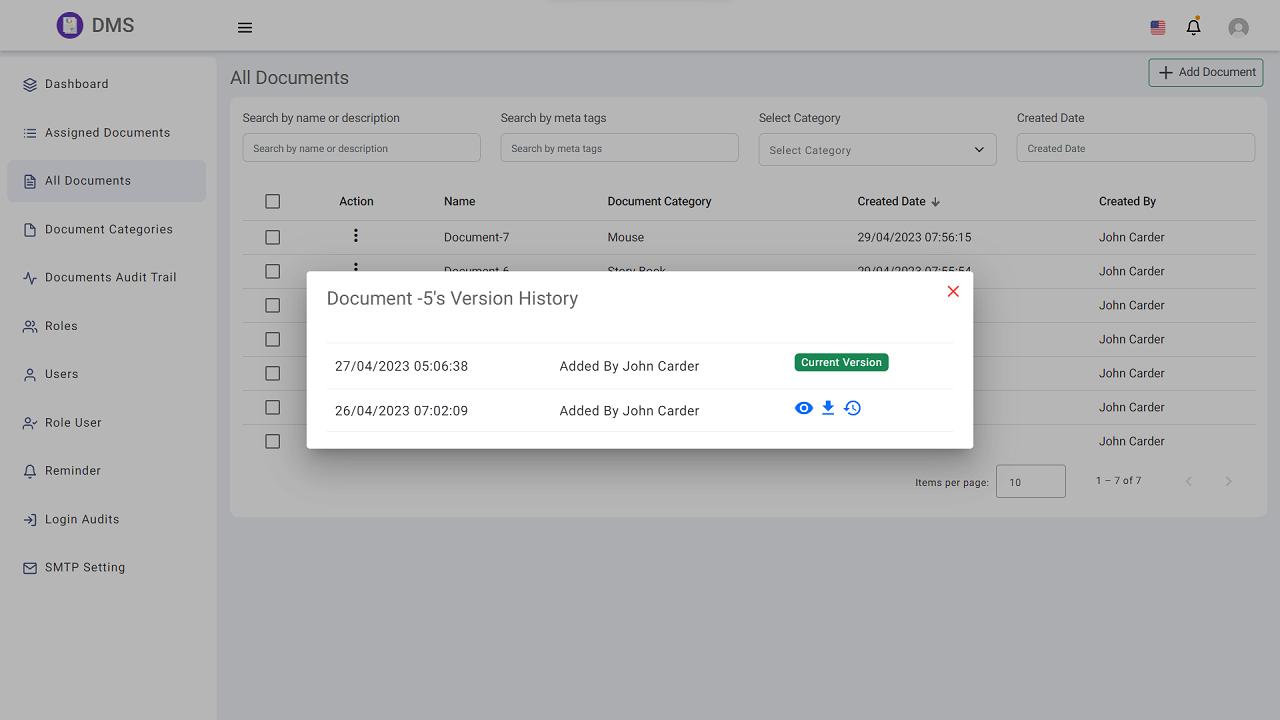 DMS
Dashboard
Assigned Documents
All Documents
Document Categories
Documents Audit Trail
Roles
Users
Role User
Reminder
Login Audits
SMTP Setting
All Documents
Add Document
Search by name or description
Search by meta tags
Select Category
Created Date
Search by name or description
Search by meta tags
Select Category
Created Date
Action Name Document Category Created Date Created By
Document-7 Mouse 29/04/2023 07:56:15 John Carder
Document-6 Story Book 29/04/2023 07:55:54 John Carder
John Carder
John Carder
John Carder
John Carder
John Carder
Document -5's Version History
27/04/2023 05:06:38 Added By John Carder Current Version
26/04/2023 07:02:09 Added By John Carder
Items per page: 10 1 – 7 of 7